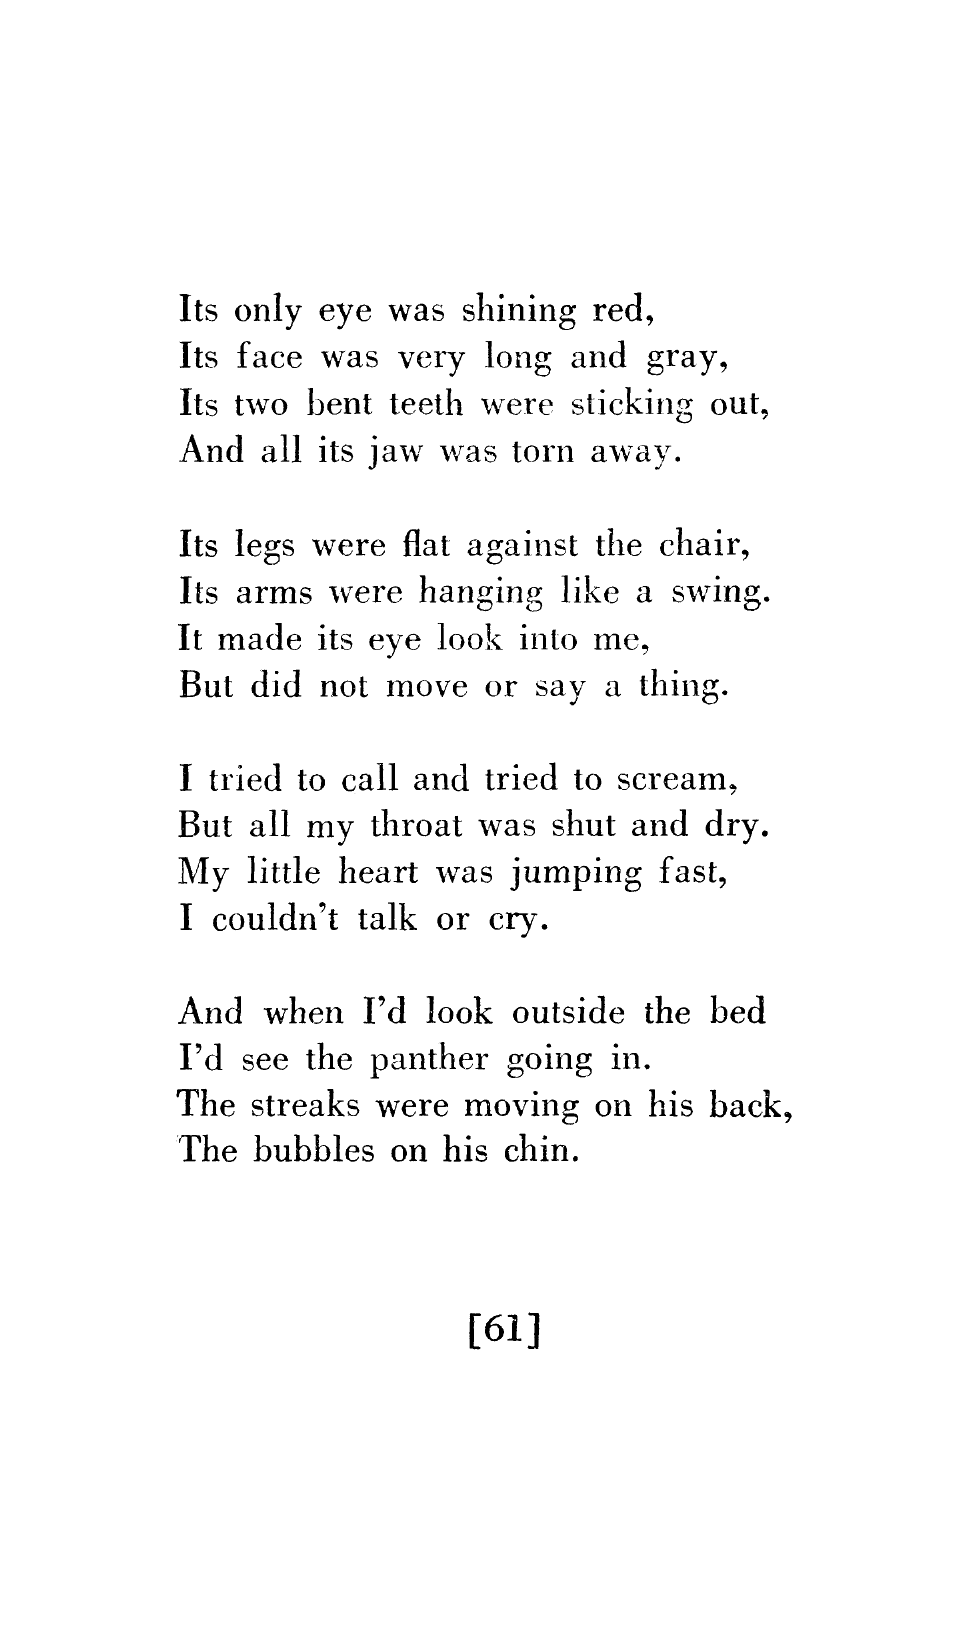 Its only eye was shining red,
Its face was very long and gray,
Its two bent teeth were sticking out,
And all its jaw was torn away.

Its legs were flat against the chair,
Its arms were hanging like a swing.
It made its eye look into me,
But did not move or say a thing.

I tried to call and tried to scream,
But all my throat was shut and dry.
My little heart was jumping fast,
I couldn't talk or cry.

And when I'd look outside the bed
I'd see the panther going in.
The streaks were moving on his back,
The bubbles on his chin.

[61]